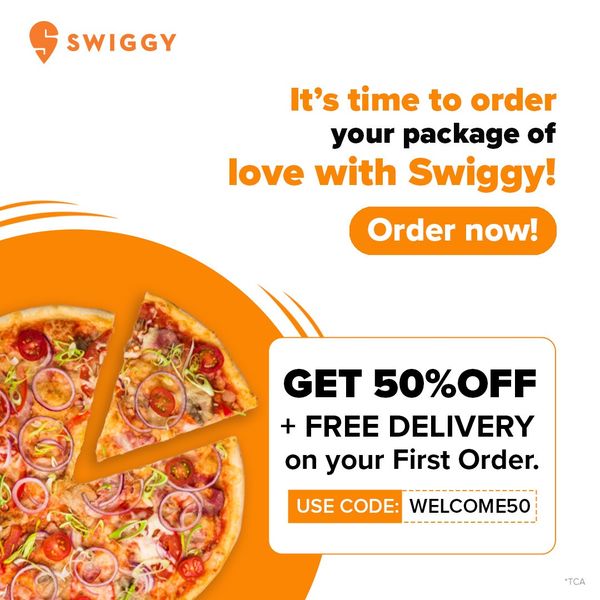 SWIGGY
It's time to order
your package of
love with Swiggy!
Order now!
GET 50%OFF
+ FREE DELIVERY
on your First Order.
USE CODE: WELCOME50
*TCA